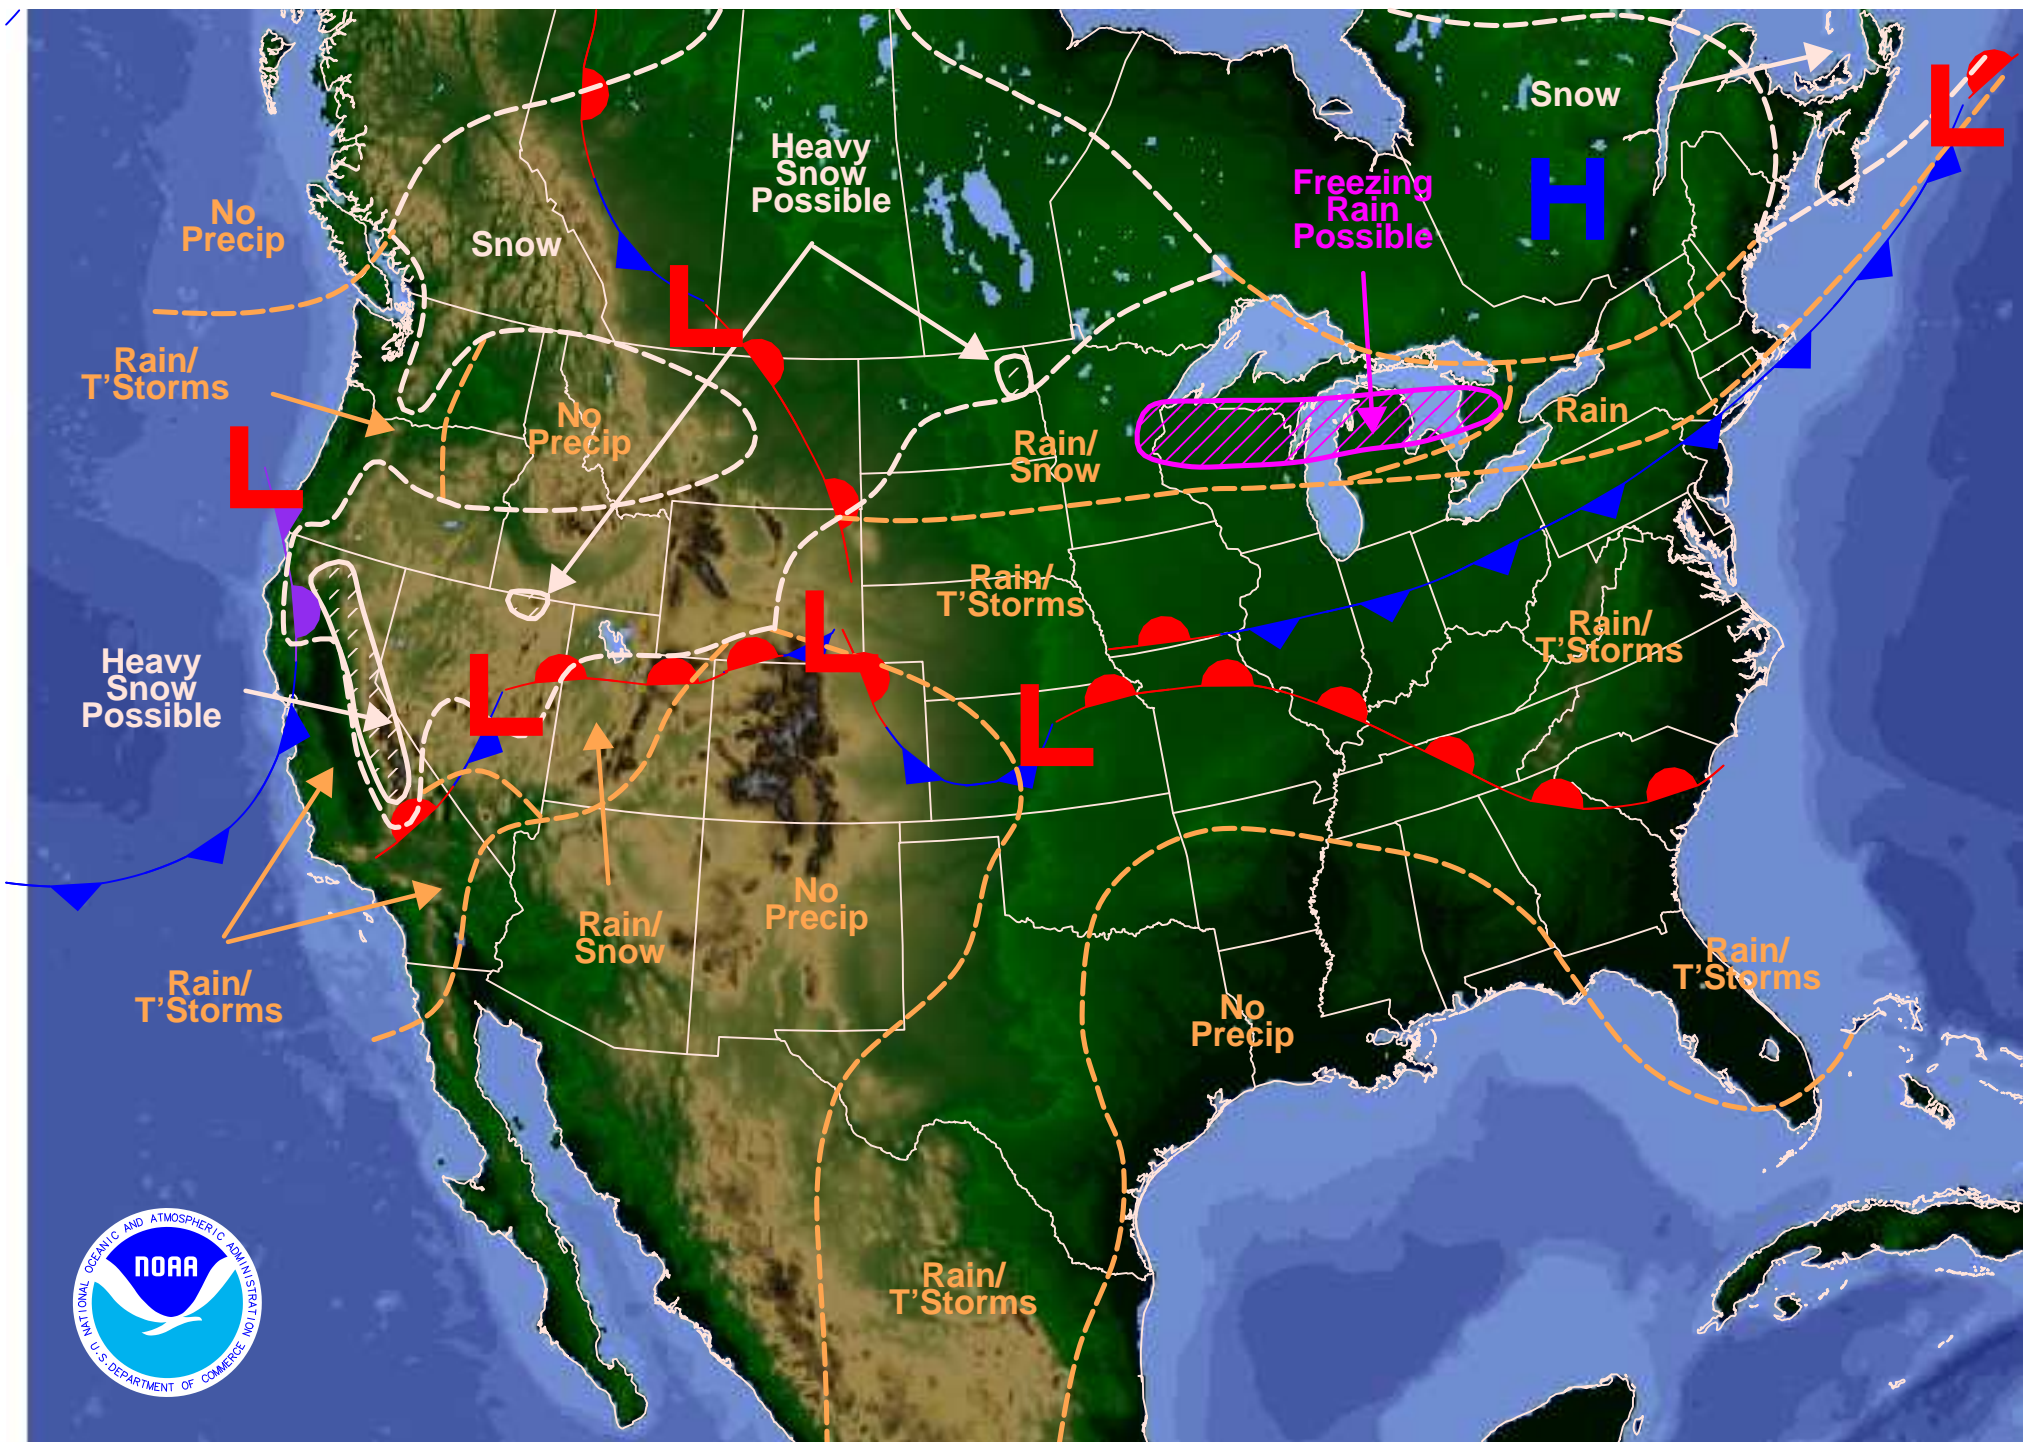 Snow
Heavy
Snow
Possible
Freezing
Rain
Possible
L
H
No
Precip
Snow
L
Rain/
T'Storms
No
Precip
Rain/
Snow
Rain
L
Rain/
T'Storms
Rain/
T'Storms
L
Heavy
Snow
Possible
L
L
Rain/
T'Storms
Rain/
Snow
No
Precip
No
Precip
Rain/
T'Storms
Rain/
T'Storms
NATIONAL OCEANIC AND ATMOSPHERIC ADMINISTRATION
NOAA
U.S. DEPARTMENT OF COMMERCE